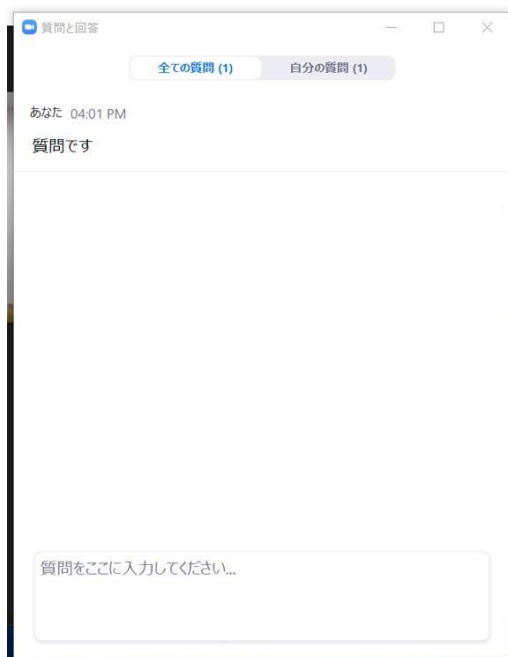 質問と回答
全ての質問 (1)
自分の質問 (1)
あなた 04:01 PM
質問です
質問をここに入力してください...